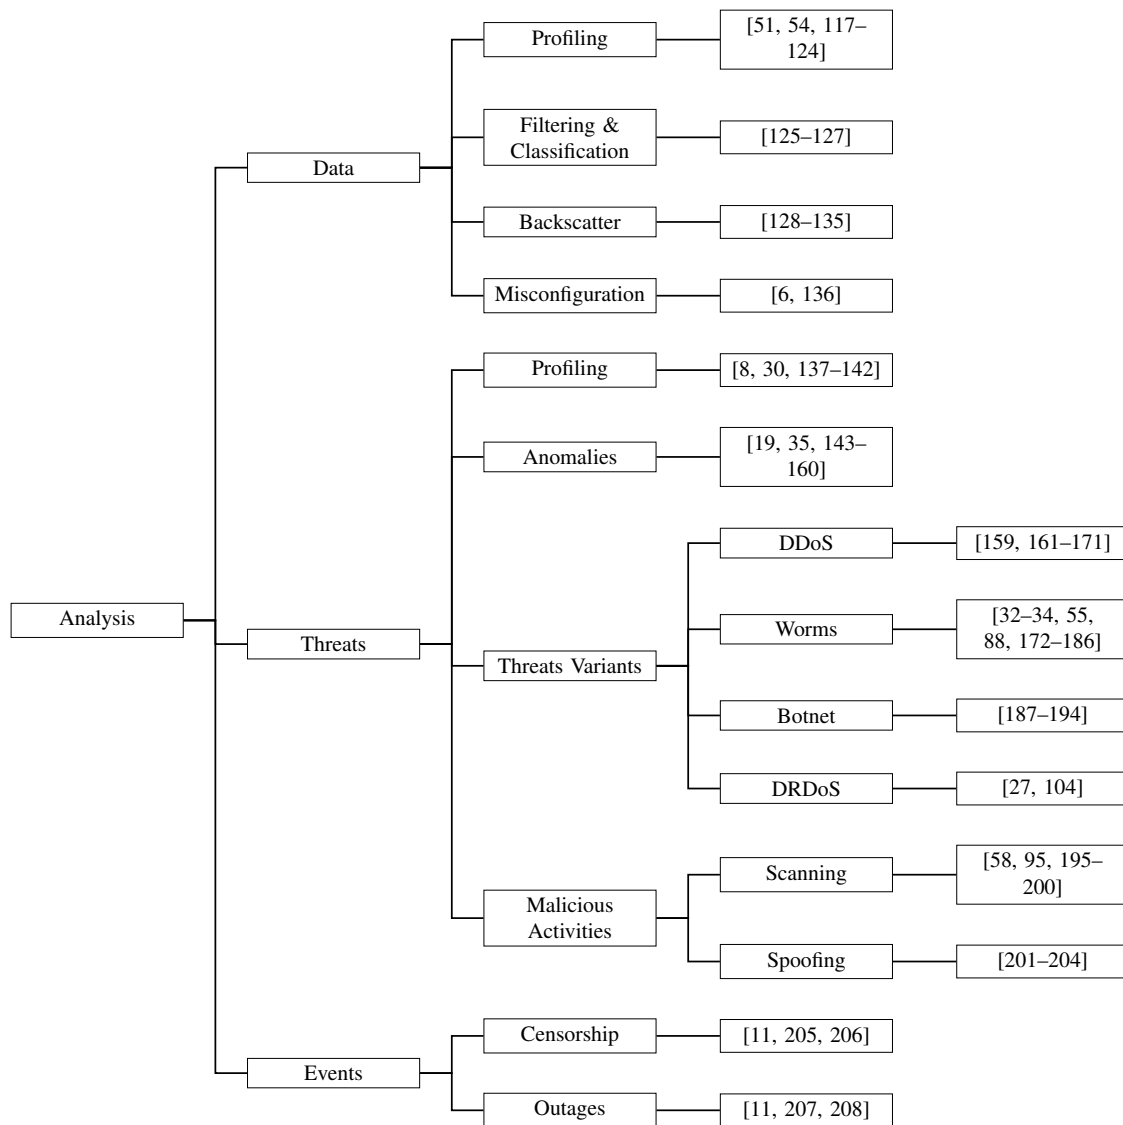 Profiling
[51, 54, 117–
124]
Filtering &
Classification
[125–127]
Data
Backscatter
[128–135]
Misconfiguration
[6, 136]
Profiling
[8, 30, 137–142]
Anomalies
[19, 35, 143–
160]
DDoS
[159, 161–171]
Analysis
Threats
Threats Variants
Worms
[32–34, 55,
88, 172–186]
Botnet
[187–194]
DRDoS
[27, 104]
Malicious
Activities
Scanning
[58, 95, 195–
200]
Spoofing
[201–204]
Events
Censorship
[11, 205, 206]
Outages
[11, 207, 208]